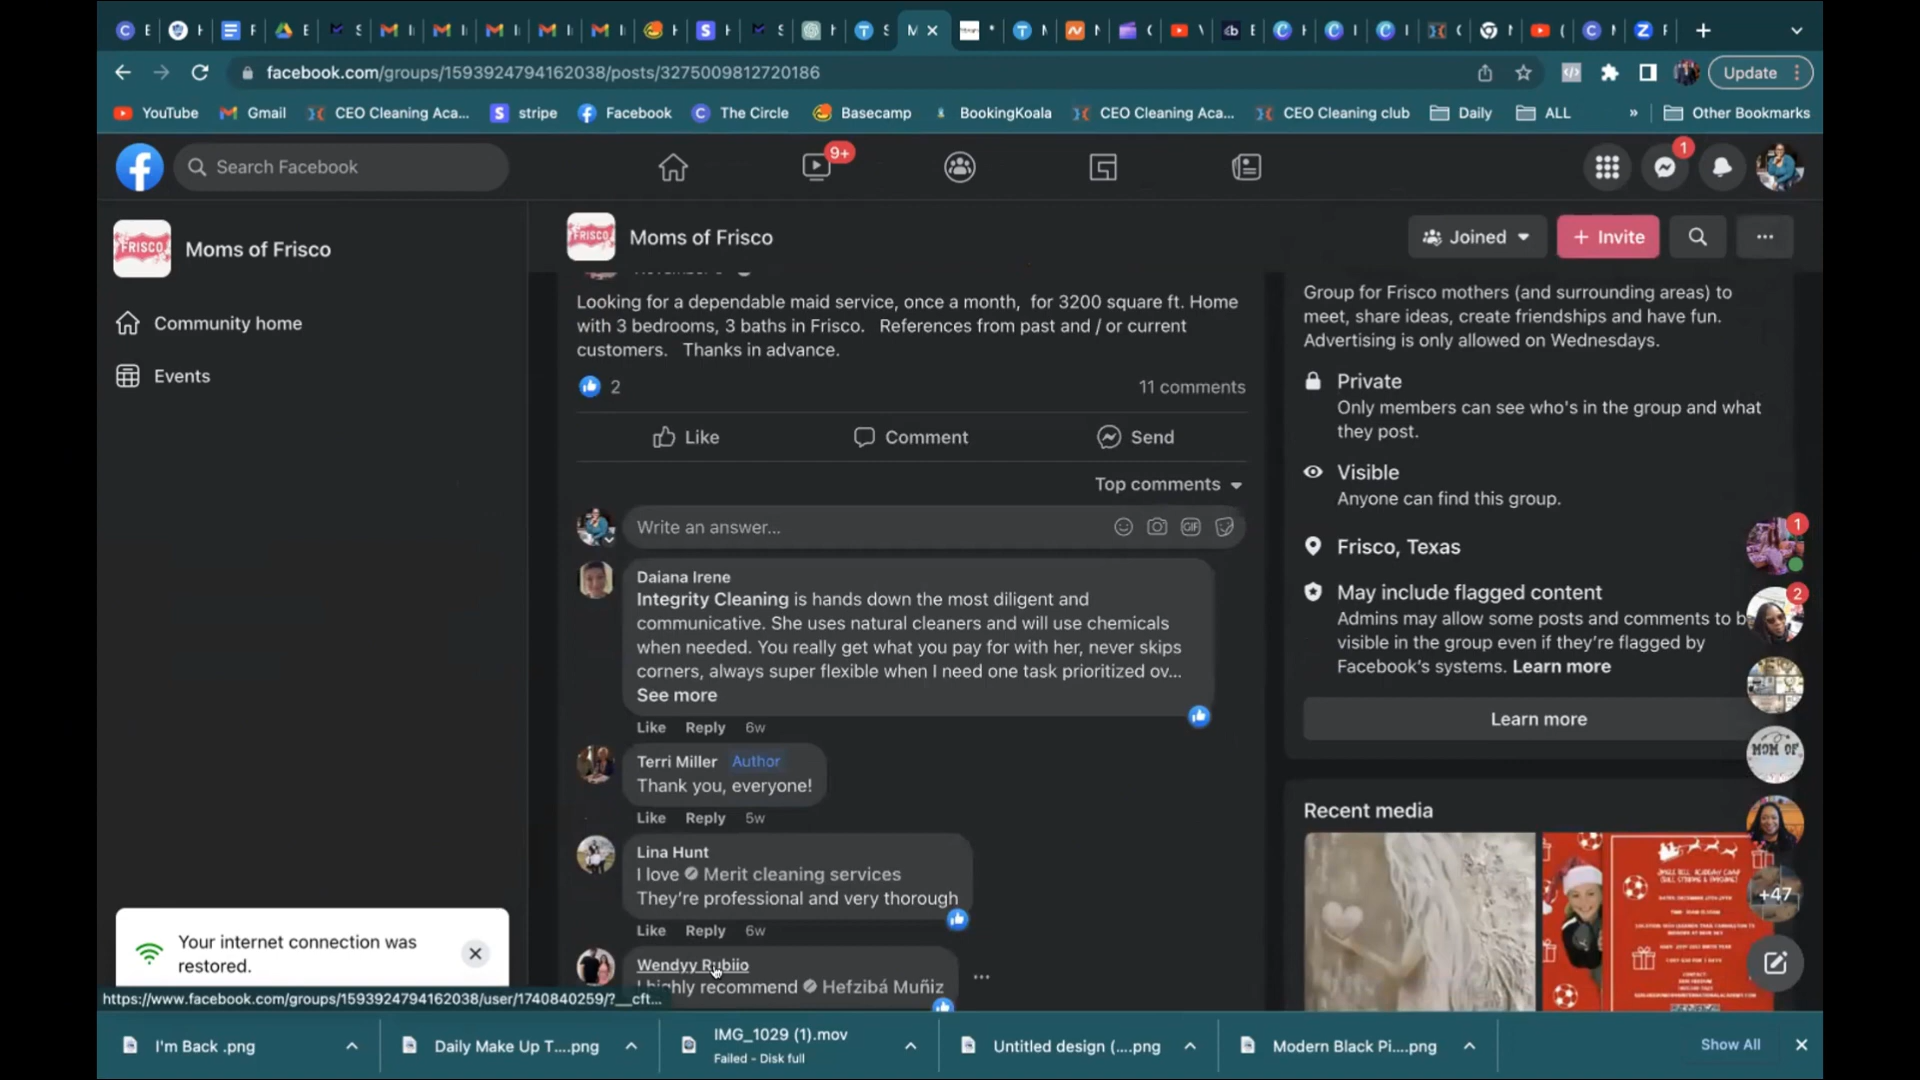 facebook.com/groups/1593924794162038/posts/3275009812720186
Update
YouTube Gmail CEO Cleaning Aca... stripe Facebook The Circle Basecamp BookingKoala CEO Cleaning Aca... CEO Cleaning club Daily ALL » Other Bookmarks
Search Facebook
9+
1
FRISCO
Moms of Frisco
Community home
Events
FRISCO
Moms of Frisco
Joined
+ Invite
Looking for a dependable maid service, once a month, for 3200 square ft. Home
with 3 bedrooms, 3 baths in Frisco. References from past and / or current
customers. Thanks in advance.
2
11 comments
Like Comment Send
Top comments
Write an answer...
GIF
Daiana Irene
Integrity Cleaning is hands down the most diligent and
communicative. She uses natural cleaners and will use chemicals
when needed. You really get what you pay for with her, never skips
corners, always super flexible when I need one task prioritized ov...
See more
Like Reply 6w
Terri Miller Author
Thank you, everyone!
Like Reply 5w
Lina Hunt
I love Merit cleaning services
They're professional and very thorough
Like Reply 6w
Wendyy Rubiio
I highly recommend Hefzibá Muñiz
Group for Frisco mothers (and surrounding areas) to
meet, share ideas, create friendships and have fun.
Advertising is only allowed on Wednesdays.
Private
Only members can see who's in the group and what
they post.
Visible
Anyone can find this group.
Frisco, Texas
May include flagged content
Admins may allow some posts and comments to b
visible in the group even if they're flagged by
Facebook's systems. Learn more
Learn more
Recent media
1
2
MOM OF
+47
Your internet connection was
restored.
https://www.facebook.com/groups/1593924794162038/user/1740840259/?__cft...
I'm Back .png
Daily Make Up T....png
IMG_1029 (1).mov
Failed - Disk full
Untitled design (....png
Modern Black Pi....png
Show All